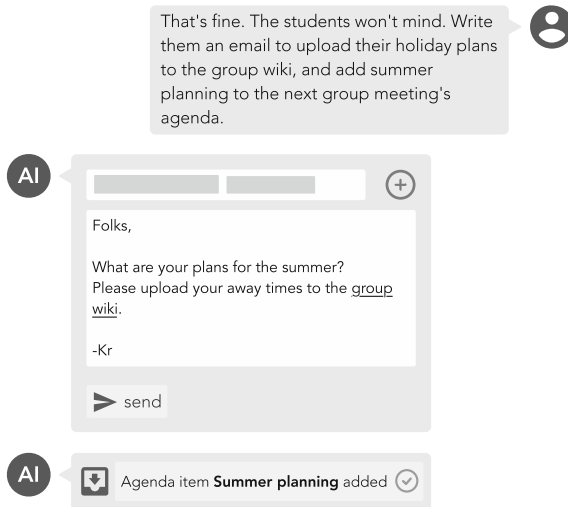 That's fine. The students won't mind. Write
them an email to upload their holiday plans
to the group wiki, and add summer
planning to the next group meeting's
agenda.
AI
Folks,
What are your plans for the summer?
Please upload your away times to the group
wiki.
-Kr
send
AI
Agenda item Summer planning added